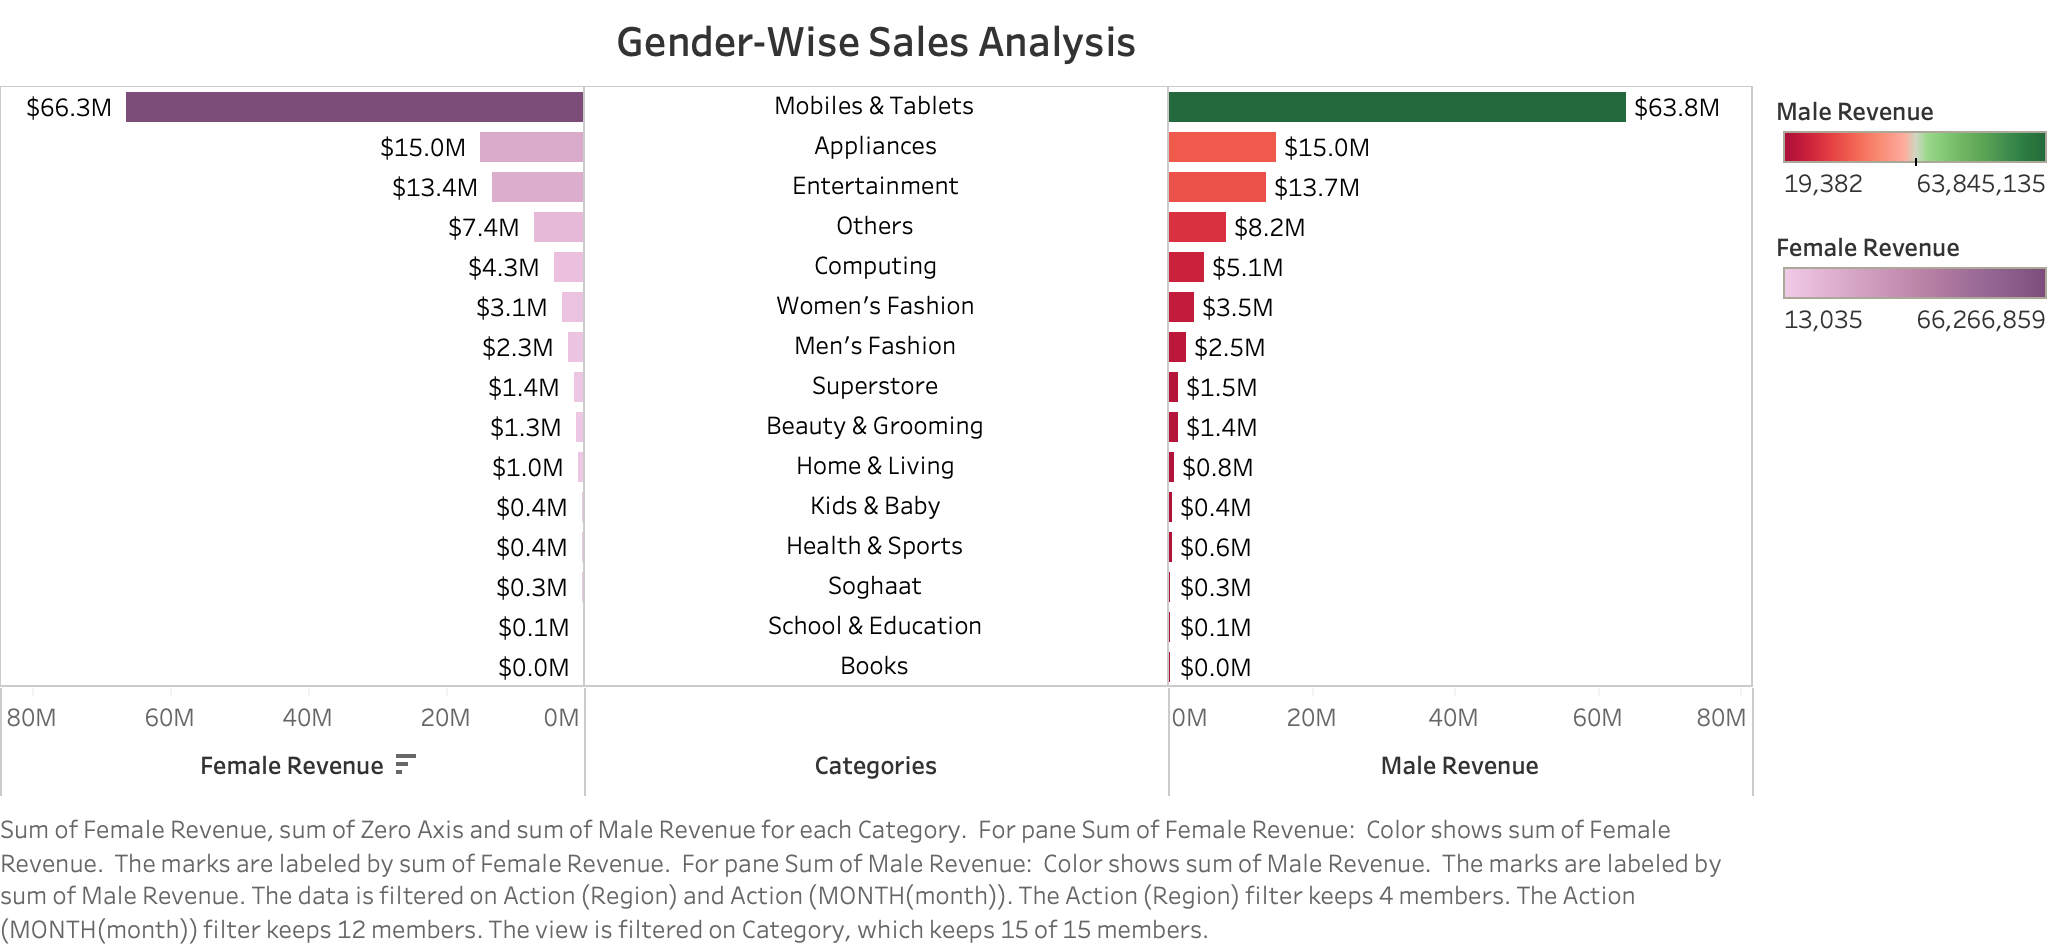 Gender-Wise Sales Analysis
$66.3M Mobiles & Tablets $63.8M
$15.0M Appliances $15.0M
$13.4M Entertainment $13.7M
$7.4M Others $8.2M
$4.3M Computing $5.1M
$3.1M Women's Fashion $3.5M
$2.3M Men's Fashion $2.5M
$1.4M Superstore $1.5M
$1.3M Beauty & Grooming $1.4M
$1.0M Home & Living $0.8M
$0.4M Kids & Baby $0.4M
$0.4M Health & Sports $0.6M
$0.3M Soghaat $0.3M
$0.1M School & Education $0.1M
$0.0M Books $0.0M
80M 60M 40M 20M 0M 0M 20M 40M 60M 80M
Female Revenue Categories Male Revenue
Male Revenue
19,382 63,845,135
Female Revenue
13,035 66,266,859
Sum of Female Revenue, sum of Zero Axis and sum of Male Revenue for each Category.  For pane Sum of Female Revenue:  Color shows sum of Female
Revenue.  The marks are labeled by sum of Female Revenue.  For pane Sum of Male Revenue:  Color shows sum of Male Revenue.  The marks are labeled by
sum of Male Revenue. The data is filtered on Action (Region) and Action (MONTH(month)). The Action (Region) filter keeps 4 members. The Action
(MONTH(month)) filter keeps 12 members. The view is filtered on Category, which keeps 15 of 15 members.